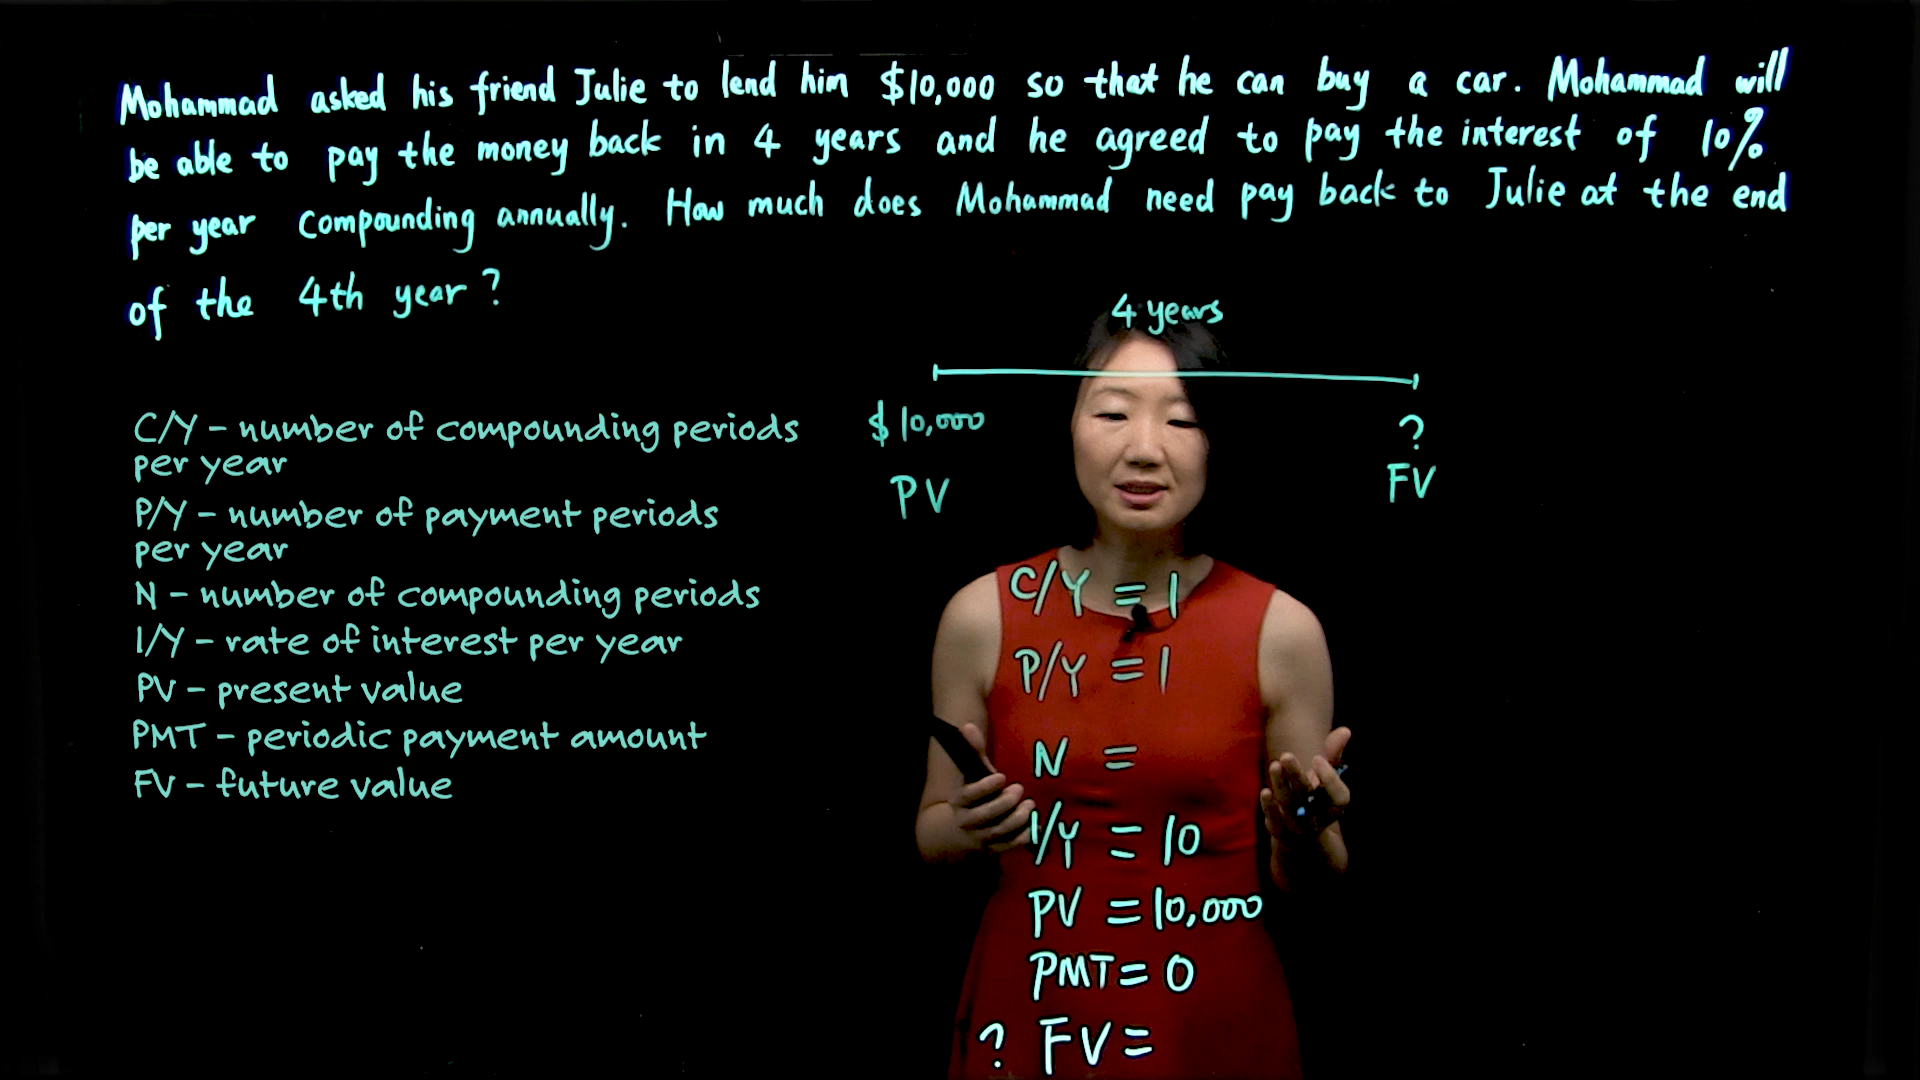 Mohammad asked his friend Julie to lend him $10,000 so that he can buy a car. Mohammad will
be able to pay the money back in 4 years and he agreed to pay the interest of 10%
per year compounding annually. How much does Mohammad need pay back to Julie at the end
of the 4th year?
4 years
$10,000
?
PV
FV
C/Y – number of compounding periods
per year
P/Y – number of payment periods
per year
N – number of compounding periods
I/Y – rate of interest per year
PV – present value
PMT – periodic payment amount
FV – future value
C/Y = 1
P/Y = 1
N =
I/Y = 10
PV = 10,000
PMT = 0
? FV =